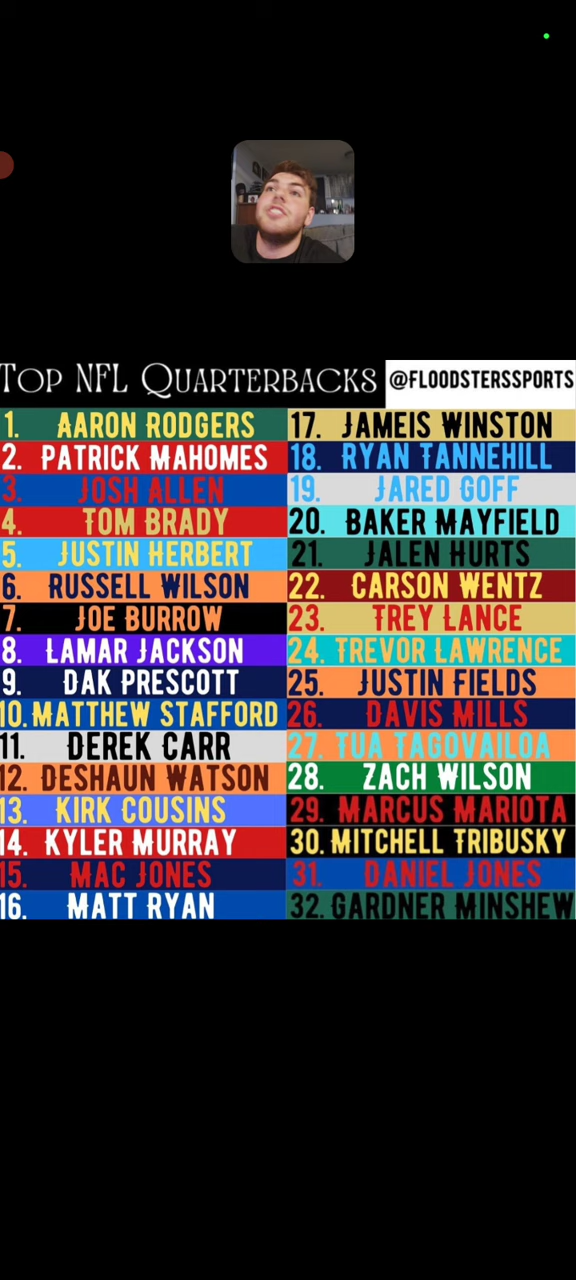 Top NFL Quarterbacks @FLOODSTERSSPORTS
1. AARON RODGERS
2. PATRICK MAHOMES
3. JOSH ALLEN
4. TOM BRADY
5. JUSTIN HERBERT
6. RUSSELL WILSON
7. JOE BURROW
8. LAMAR JACKSON
9. DAK PRESCOTT
10. MATTHEW STAFFORD
11. DEREK CARR
12. DESHAUN WATSON
13. KIRK COUSINS
14. KYLER MURRAY
15. MAC JONES
16. MATT RYAN
17. JAMEIS WINSTON
18. RYAN TANNEHILL
19. JARED GOFF
20. BAKER MAYFIELD
21. JALEN HURTS
22. CARSON WENTZ
23. TREY LANCE
24. TREVOR LAWRENCE
25. JUSTIN FIELDS
26. DAVIS MILLS
27. TUA TAGOVAILOA
28. ZACH WILSON
29. MARCUS MARIOTA
30. MITCHELL TRIBUSKY
31. DANIEL JONES
32. GARDNER MINSHEW